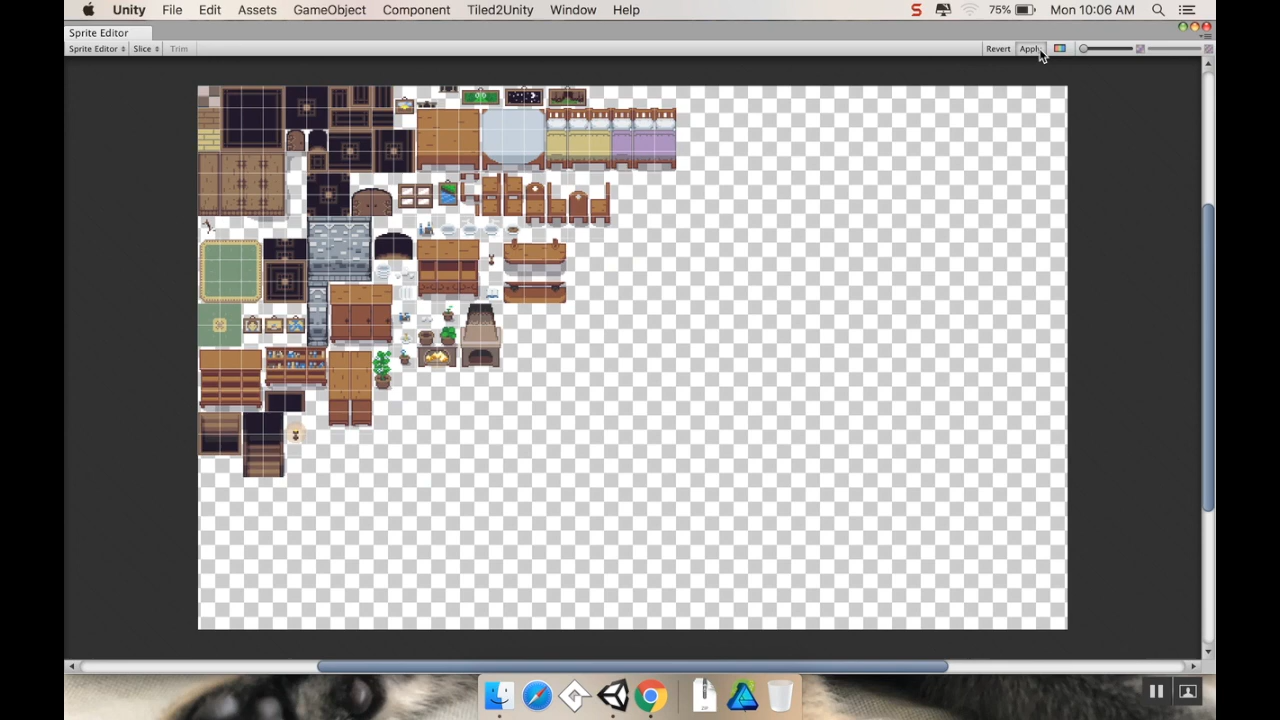 Unity File Edit Assets GameObject Component Tiled2Unity Window Help 75% Mon 10:06 AM
Sprite Editor
Sprite Editor Slice Trim Revert Apply